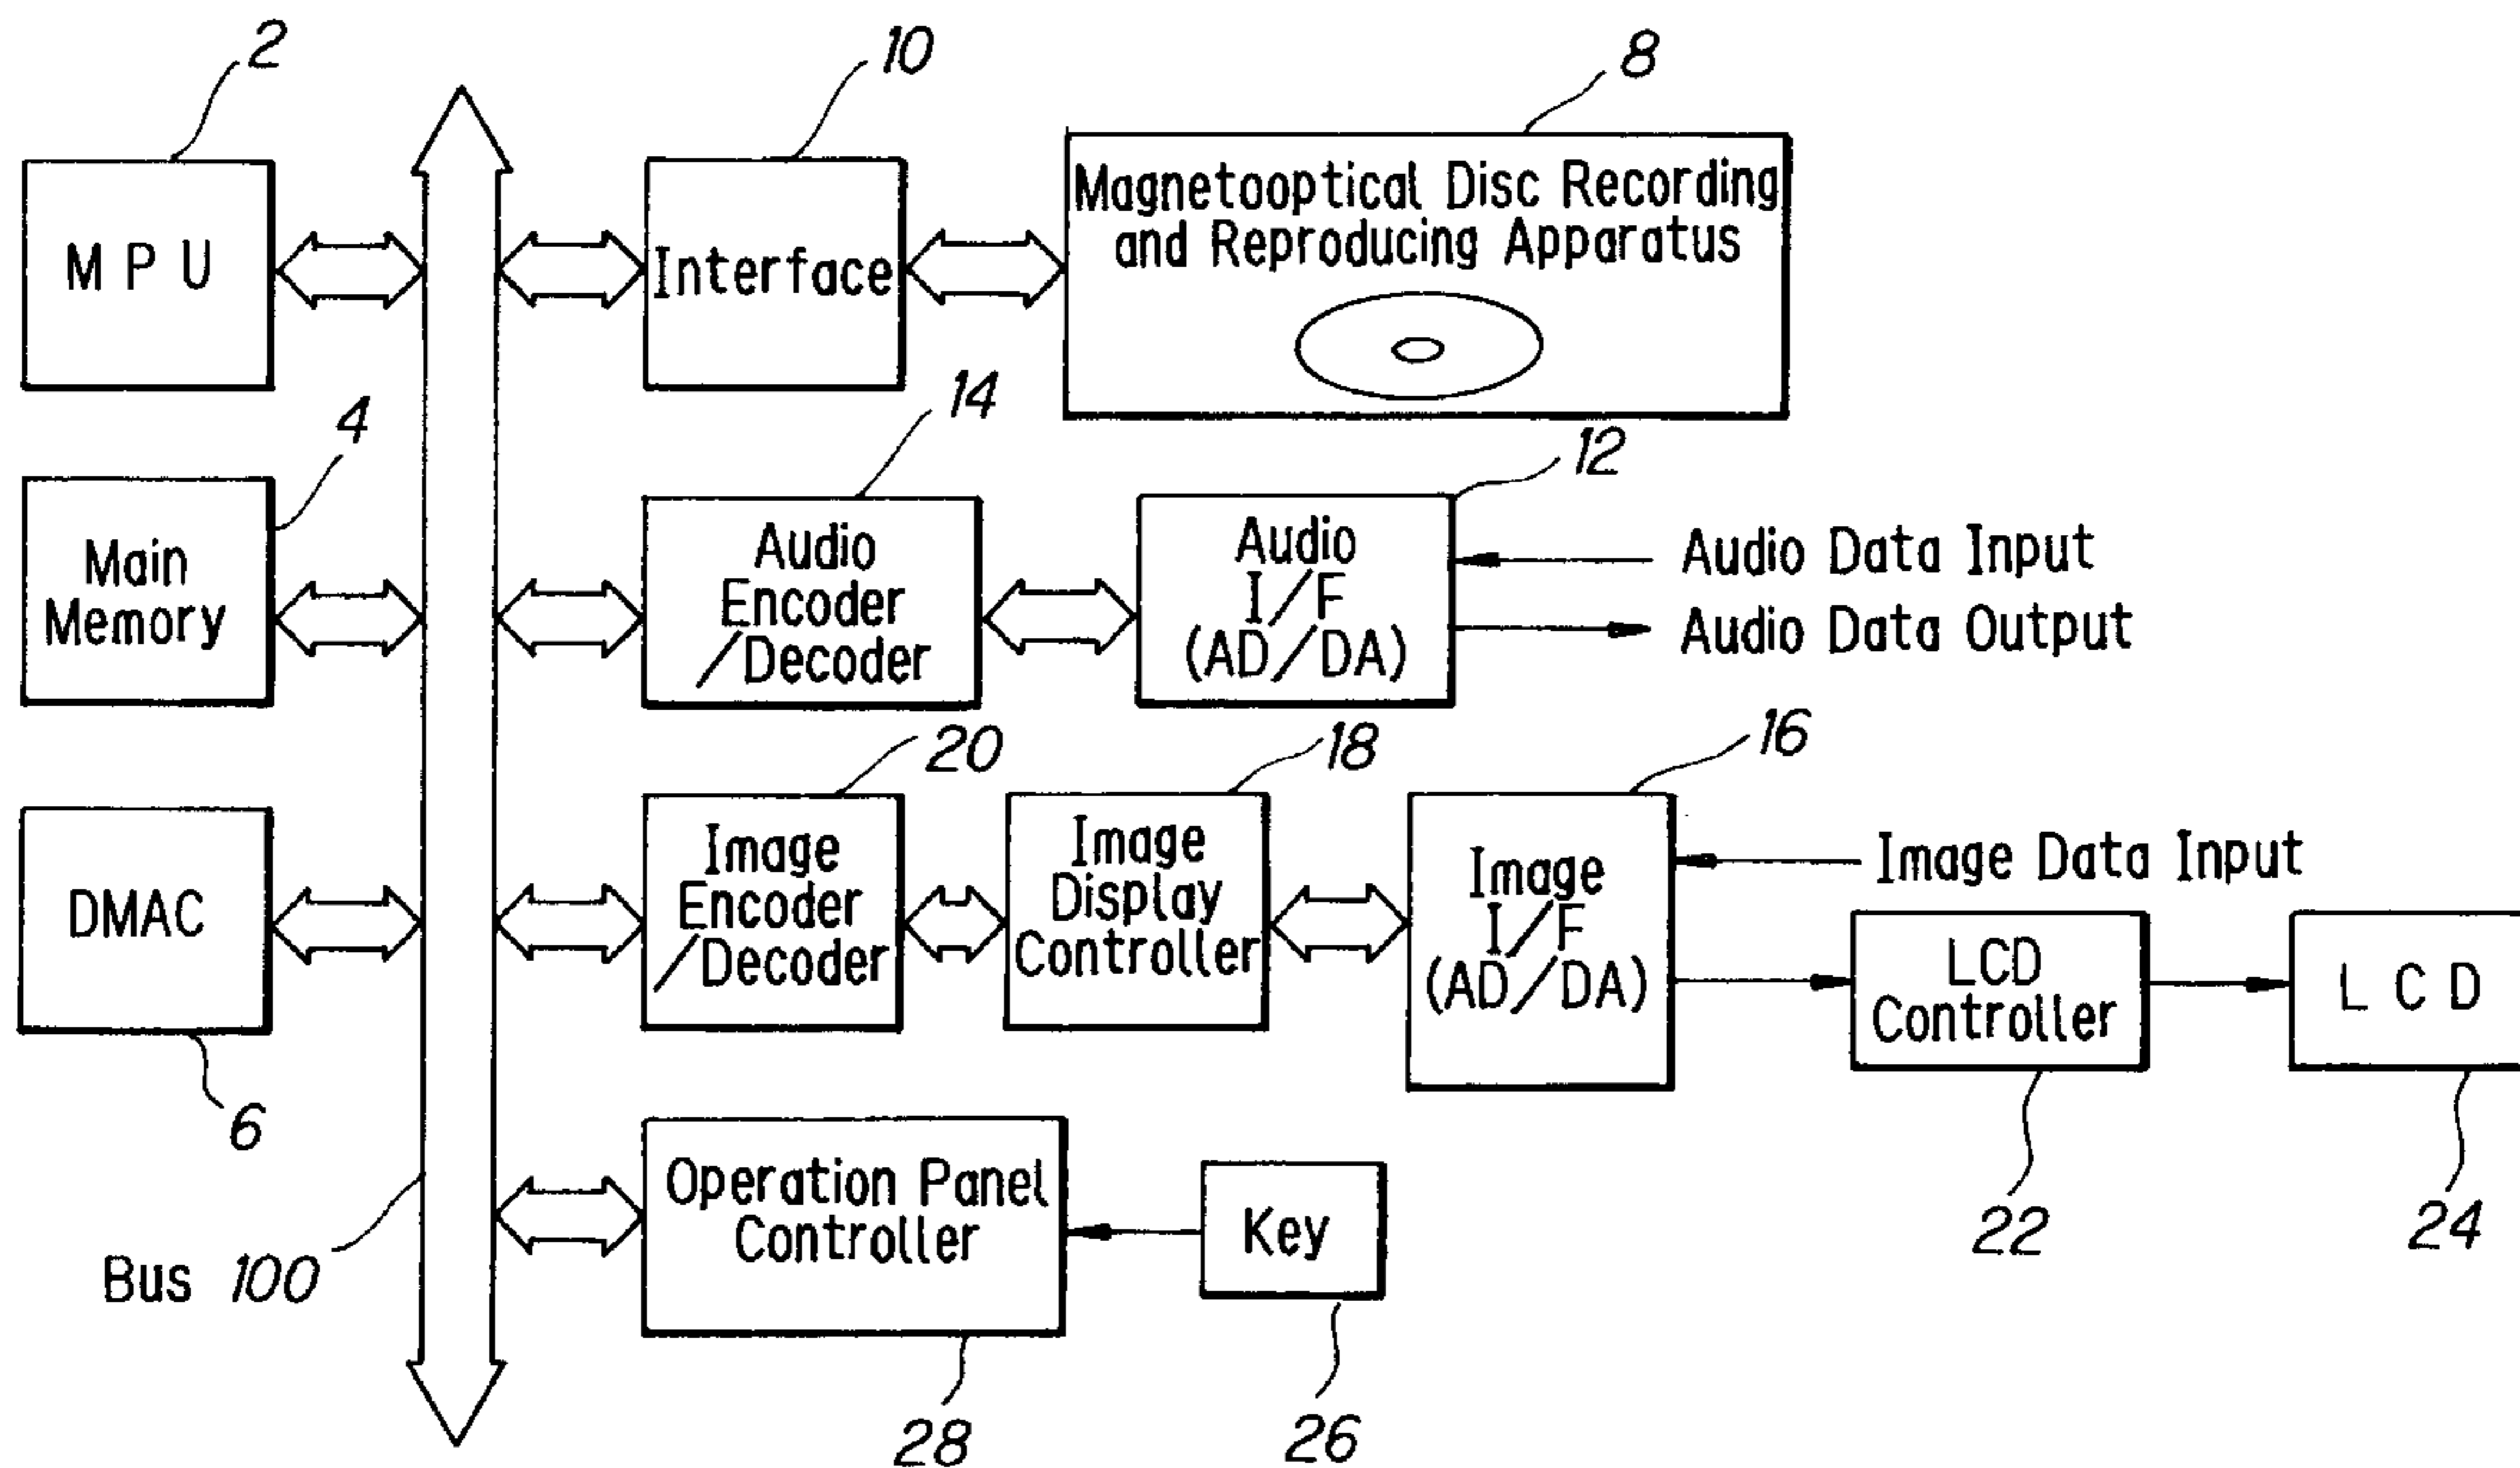 2
10
8
M P U
Interface
Magnetooptical Disc Recording
and Reproducing Apparatus
4
14
12
Main
Memory
Audio
Encoder
/Decoder
Audio
I/F
(AD/DA)
Audio Data Input
Audio Data Output
20
18
16
DMAC
Image
Encoder
/Decoder
Image
Display
Controller
Image
I/F
(AD/DA)
Image Data Input
LCD
Controller
L C D
6
22
24
Operation Panel
Controller
Key
Bus 100
28
26